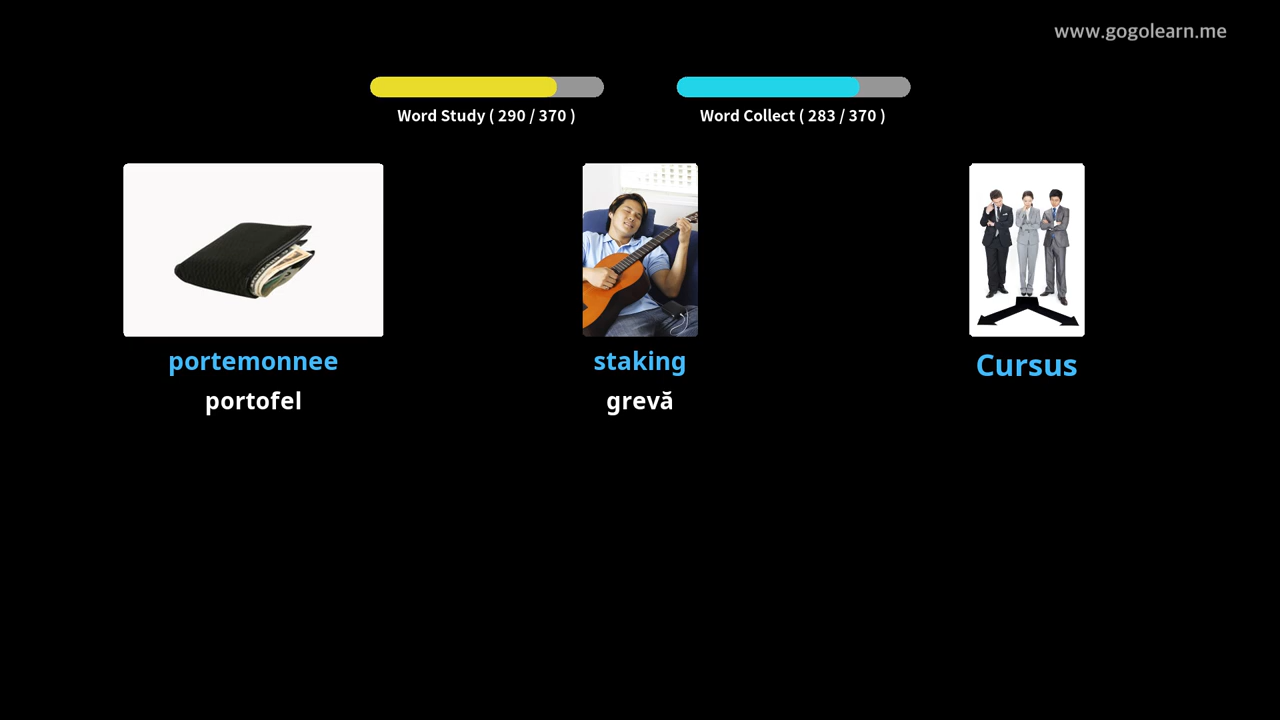 www.gogolearn.me
Word Study ( 290 / 370 )
Word Collect ( 283 / 370 )
portemonnee
portofel
staking
grevă
Cursus